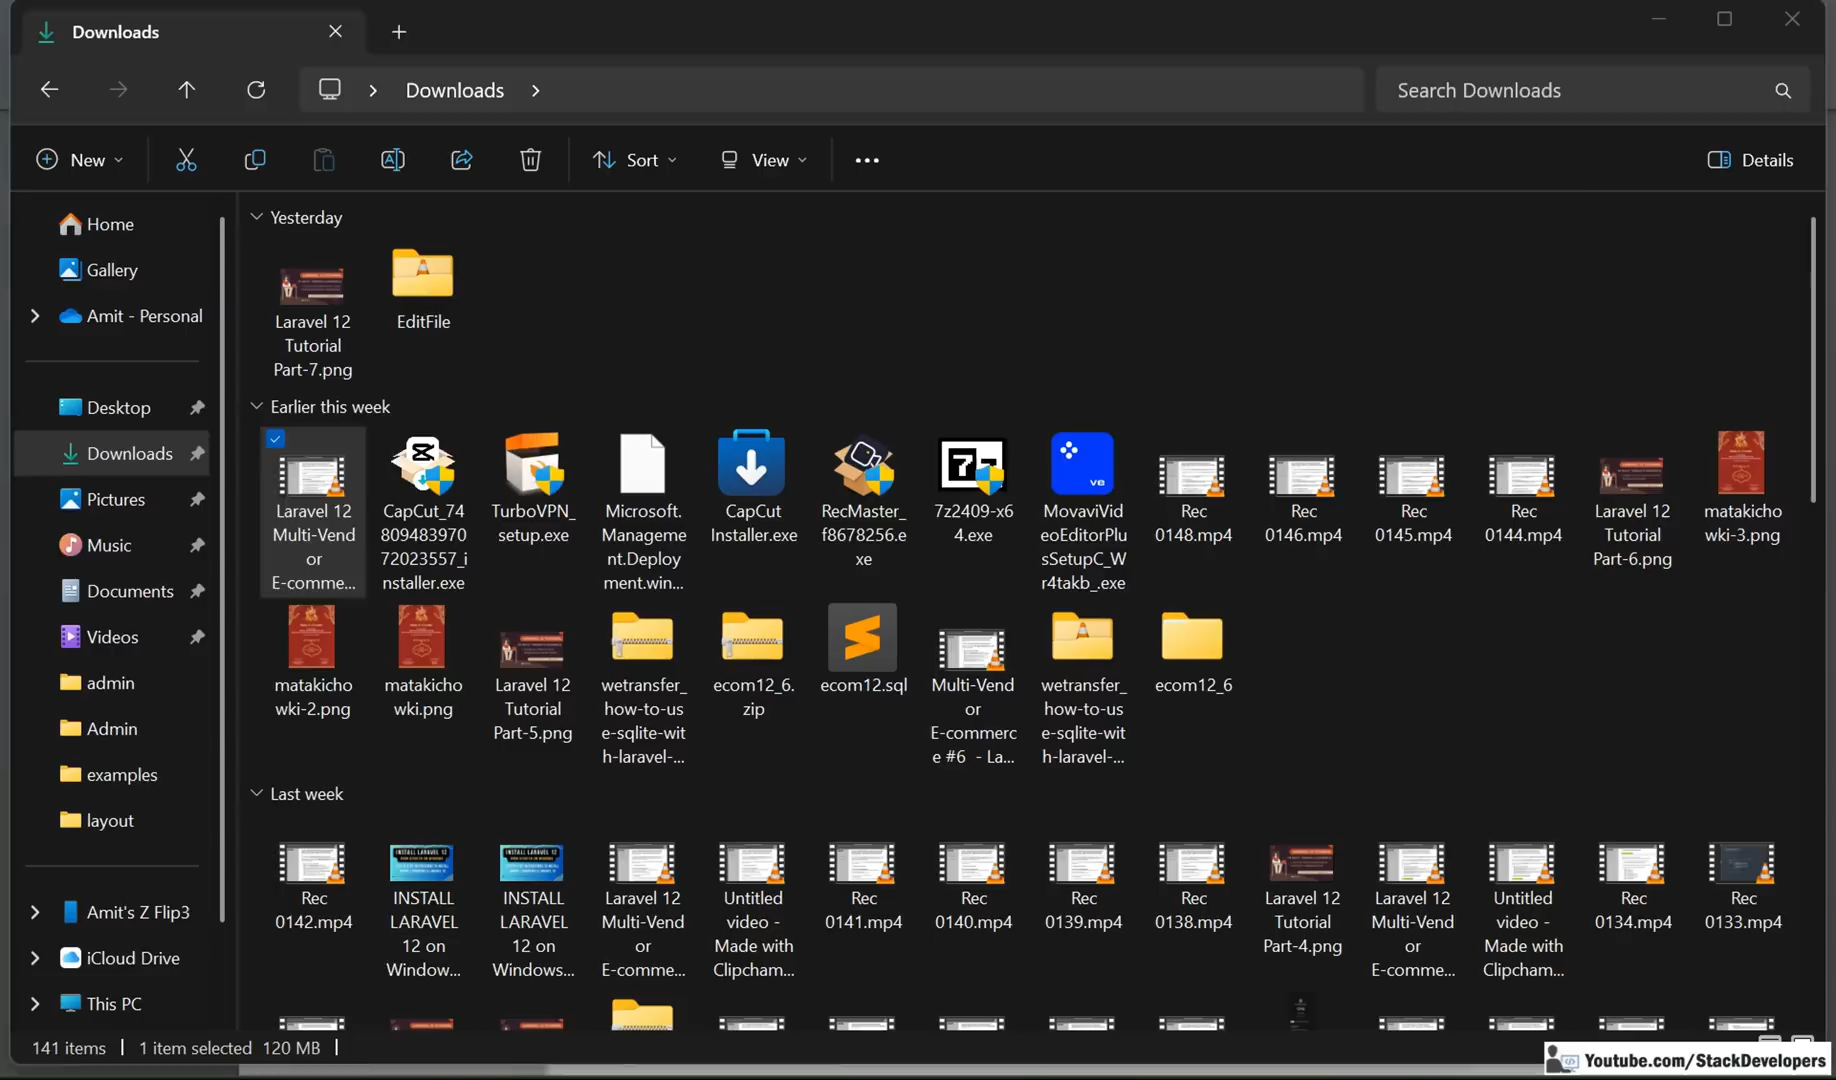 Downloads
Downloads
Search Downloads
New
Sort
View
Details
Home
Gallery
Amit - Personal
Desktop
Downloads
Pictures
Music
Documents
Videos
admin
Admin
examples
layout
Amit's Z Flip3
iCloud Drive
This PC
Yesterday
Laravel 12
Tutorial
Part-7.png
EditFile
Earlier this week
Laravel 12
Multi-Vend
or
E-comme...
CapCut_74
809483970
72023557_i
nstaller.exe
TurboVPN_
setup.exe
Microsoft.
Manageme
nt.Deploy
ment.win...
CapCut
Installer.exe
RecMaster_
f8678256.e
xe
7z2409-x6
4.exe
MovaviVid
eoEditorPlu
sSetupC_W
r4takb_.exe
Rec
0148.mp4
Rec
0146.mp4
Rec
0145.mp4
Rec
0144.mp4
Laravel 12
Tutorial
Part-6.png
matakicho
wki-3.png
matakicho
wki-2.png
matakicho
wki.png
Laravel 12
Tutorial
Part-5.png
wetransfer_
how-to-us
e-sqlite-wit
h-laravel-...
ecom12_6.
zip
ecom12.sql
Multi-Vend
or
E-commerc
e #6 - La...
wetransfer_
how-to-us
e-sqlite-wit
h-laravel-...
ecom12_6
Last week
Rec
0142.mp4
INSTALL
LARAVEL
12 on
Window...
INSTALL
LARAVEL
12 on
Windows...
Laravel 12
Multi-Vend
or
E-comme...
Untitled
video -
Made with
Clipcham...
Rec
0141.mp4
Rec
0140.mp4
Rec
0139.mp4
Rec
0138.mp4
Laravel 12
Tutorial
Part-4.png
Laravel 12
Multi-Vend
or
E-comme...
Untitled
video -
Made with
Clipcham...
Rec
0134.mp4
Rec
0133.mp4
141 items
1 item selected 120 MB
Youtube.com/StackDevelopers